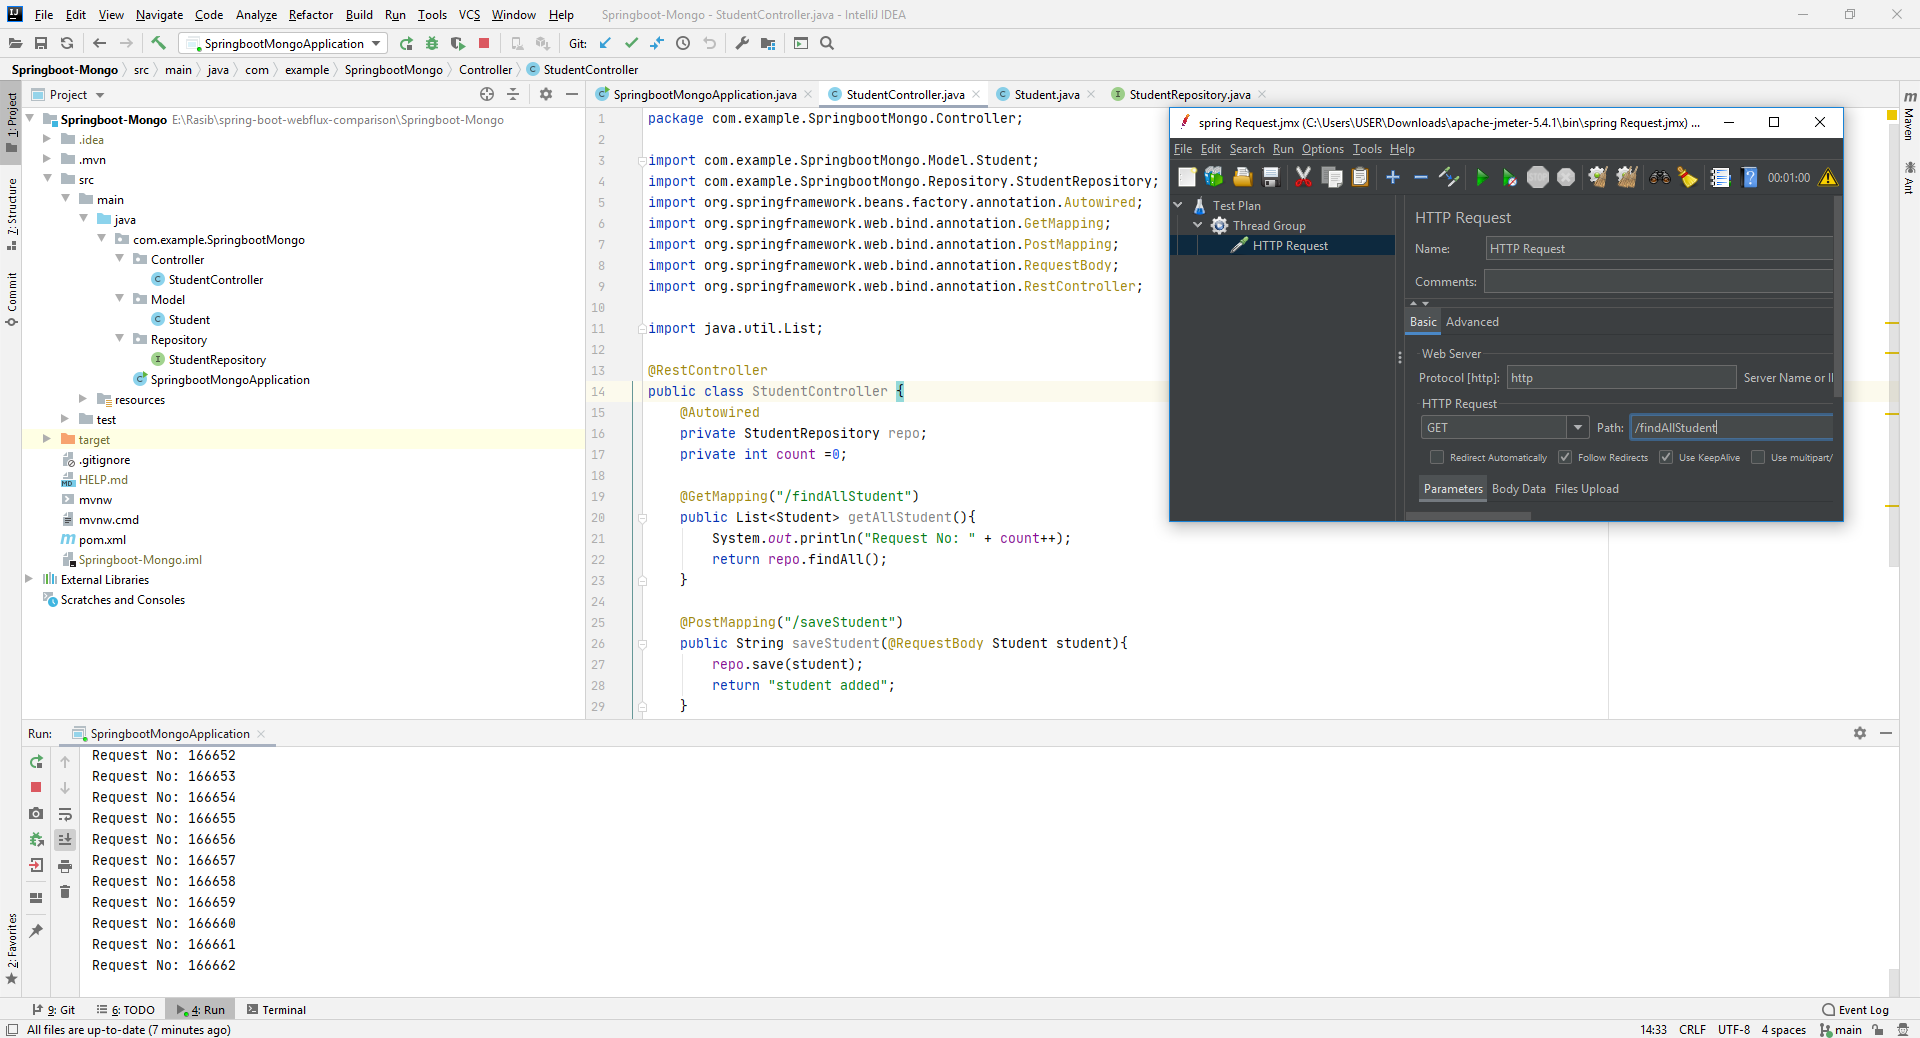 File Edit View Navigate Code Analyze Refactor Build Run Tools VCS Window Help Springboot-Mongo - StudentController.java - IntelliJ IDEA
SpringbootMongoApplication Git:
Springboot-Mongo src main java com example SpringbootMongo Controller StudentController
1: Project
7: Structure
Commit
2: Favorites
Project
Springboot-Mongo E:\Rasib\spring-boot-webflux-comparison\Springboot-Mongo
.idea
.mvn
src
main
java
com.example.SpringbootMongo
Controller
StudentController
Model
Student
Repository
StudentRepository
SpringbootMongoApplication
resources
test
target
.gitignore
HELP.md
mvnw
mvnw.cmd
pom.xml
Springboot-Mongo.iml
External Libraries
Scratches and Consoles
SpringbootMongoApplication.java StudentController.java Student.java StudentRepository.java
1 package com.example.SpringbootMongo.Controller;
2
3 import com.example.SpringbootMongo.Model.Student;
4 import com.example.SpringbootMongo.Repository.StudentRepository;
5 import org.springframework.beans.factory.annotation.Autowired;
6 import org.springframework.web.bind.annotation.GetMapping;
7 import org.springframework.web.bind.annotation.PostMapping;
8 import org.springframework.web.bind.annotation.RequestBody;
9 import org.springframework.web.bind.annotation.RestController;
10
11 import java.util.List;
12
13 @RestController
14 public class StudentController {
15 @Autowired
16 private StudentRepository repo;
17 private int count =0;
18
19 @GetMapping("/findAllStudent")
20 public List<Student> getAllStudent(){
21 System.out.println("Request No: " + count++);
22 return repo.findAll();
23 }
24
25 @PostMapping("/saveStudent")
26 public String saveStudent(@RequestBody Student student){
27 repo.save(student);
28 return "student added";
29 }
spring Request.jmx (C:\Users\USER\Downloads\apache-jmeter-5.4.1\bin\spring Request.jmx) ...
File Edit Search Run Options Tools Help
00:01:00
Test Plan
Thread Group
HTTP Request
HTTP Request
Name: HTTP Request
Comments:
Basic Advanced
Web Server
Protocol [http]: http Server Name or
HTTP Request
GET Path: /findAllStudent
Redirect Automatically Follow Redirects Use KeepAlive Use multipart/
Parameters Body Data Files Upload
Maven
Ant
Run: SpringbootMongoApplication
Request No: 166652
Request No: 166653
Request No: 166654
Request No: 166655
Request No: 166656
Request No: 166657
Request No: 166658
Request No: 166659
Request No: 166660
Request No: 166661
Request No: 166662
9: Git 6: TODO 4: Run Terminal Event Log
All files are up-to-date (7 minutes ago) 14:33 CRLF UTF-8 4 spaces main